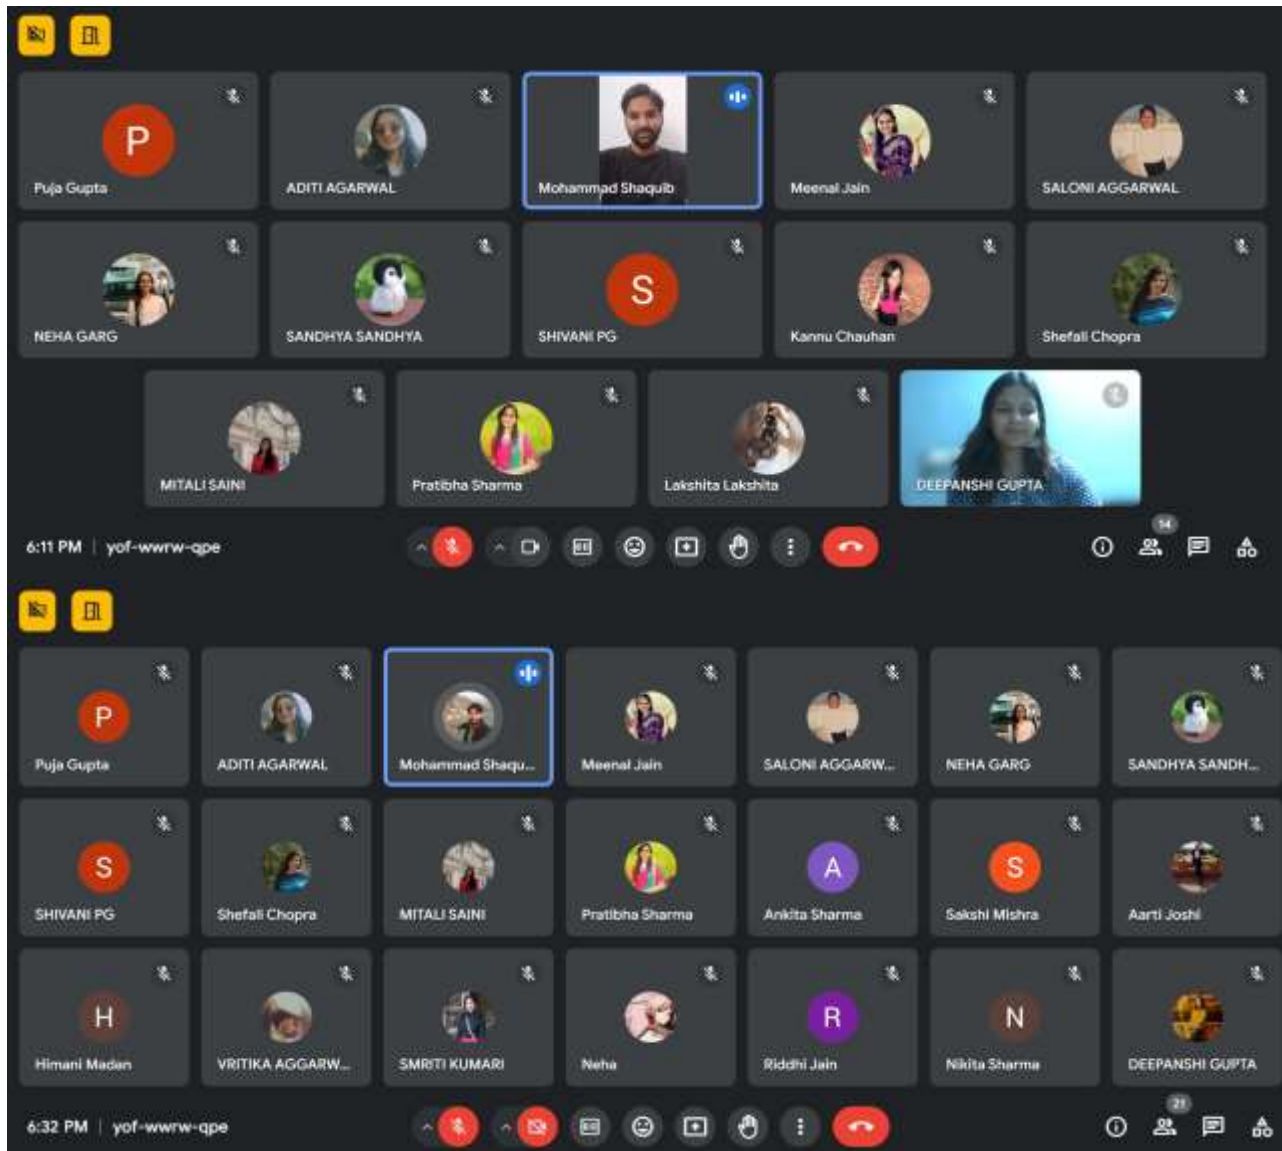 P
Puja Gupta
ADITI AGARWAL
Mohammad Shaquib
Meenal Jain
SALONI AGGARWAL
NEHA GARG
SANDHYA SANDHYA
S
SHIVANI PG
Kannu Chauhan
Shefali Chopra
MITALI SAINI
Pratibha Sharma
Lakshita Lakshita
DEEPANSHI GUPTA
6:11 PM | yof-wwrw-qpe
14
P
Puja Gupta
ADITI AGARWAL
Mohammad Shaqu...
Meenal Jain
SALONI AGGARW...
NEHA GARG
SANDHYA SANDH...
S
SHIVANI PG
Shefali Chopra
MITALI SAINI
Pratibha Sharma
A
Ankita Sharma
S
Sakshi Mishra
Aarti Joshi
H
Himani Madan
VRITIKA AGGARW...
SMRITI KUMARI
Neha
R
Riddhi Jain
N
Nikita Sharma
DEEPANSHI GUPTA
6:32 PM | yof-wwrw-qpe
21